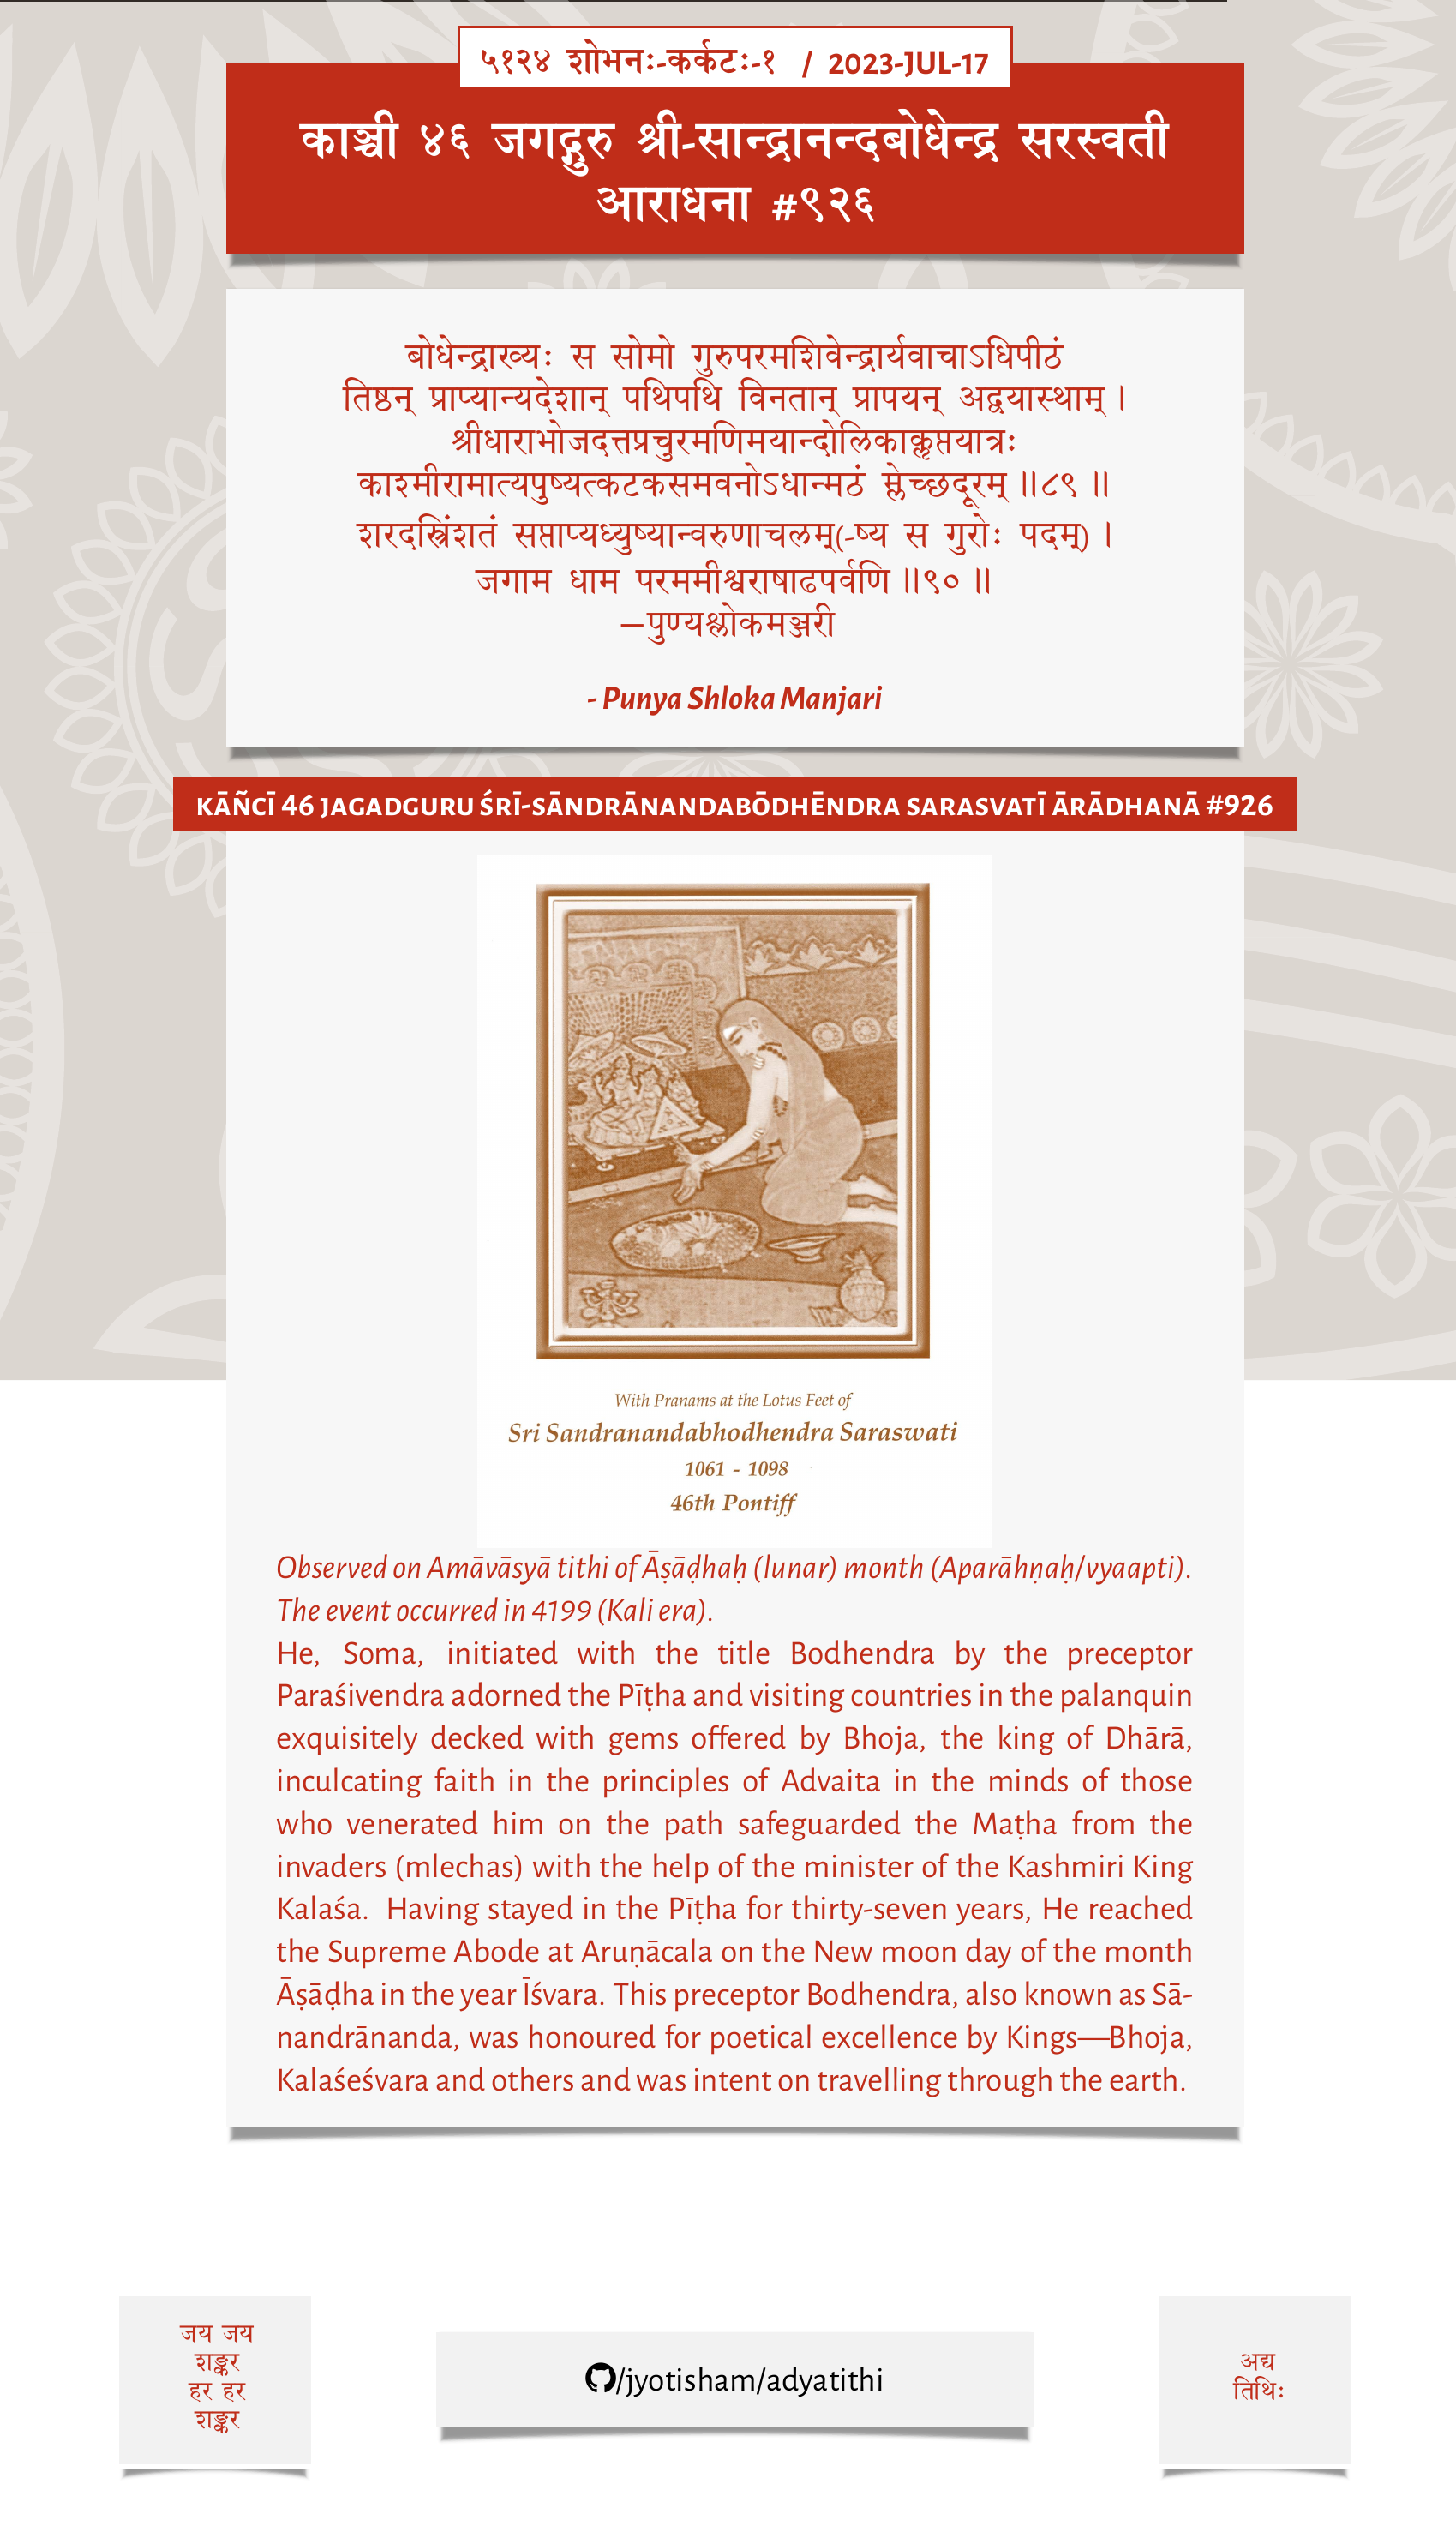 ५१२४ शोभनः-कर्कटः-१ / 2023-JUL-17
काञ्ची ४६ जगद्गुरु श्री-सान्द्रानन्दबोधेन्द्र सरस्वती
आराधना #९२६
बोधेन्द्राख्यः स सोमो गुरुपरमशिवेन्द्रार्यवाचाऽधिपीठं
तिष्ठन् प्राप्यान्यदेशान् पथिपथि विनतान् प्रापयन् अद्वयास्थाम् ।
श्रीधाराभोजदत्तप्रचुरमणिमयान्दोलिकाकॢप्तयात्रः
काश्मीरामात्यपुष्यत्कटकसमवनोऽधान्मठं म्लेच्छदूरम् ॥८९ ॥
शरदस्त्रिंशतं सप्ताप्यध्युष्यान्वरुणाचलम्(-ष्य स गुरोः पदम्) ।
जगाम धाम परममीश्वराषाढपर्वणि ॥९० ॥
—पुण्यश्लोकमञ्जरी
- Punya Shloka Manjari
KĀÑCĪ 46 JAGADGURU ŚRĪ-SĀNDRĀNANDABŌDHĒNDRA SARASVATĪ ĀRĀDHANĀ #926
With Pranams at the Lotus Feet of
Sri Sandranandabhodhendra Saraswati
1061 - 1098
46th Pontiff
Observed on Amāvāsyā tithi of Āṣāḍhaḥ (lunar) month (Aparāhṇaḥ/vyaapti).
The event occurred in 4199 (Kali era).
He, Soma, initiated with the title Bodhendra by the preceptor
Paraśivendra adorned the Pīṭha and visiting countries in the palanquin
exquisitely decked with gems offered by Bhoja, the king of Dhārā,
inculcating faith in the principles of Advaita in the minds of those
who venerated him on the path safeguarded the Maṭha from the
invaders (mlechas) with the help of the minister of the Kashmiri King
Kalaśa. Having stayed in the Pīṭha for thirty-seven years, He reached
the Supreme Abode at Aruṇācala on the New moon day of the month
Āṣāḍha in the year Īśvara. This preceptor Bodhendra, also known as Sā-
nandrānanda, was honoured for poetical excellence by Kings—Bhoja,
Kalaśeśvara and others and was intent on travelling through the earth.
जय जय
शङ्कर
हर हर
शङ्कर
/jyotisham/adyatithi
अद्य
तिथिः